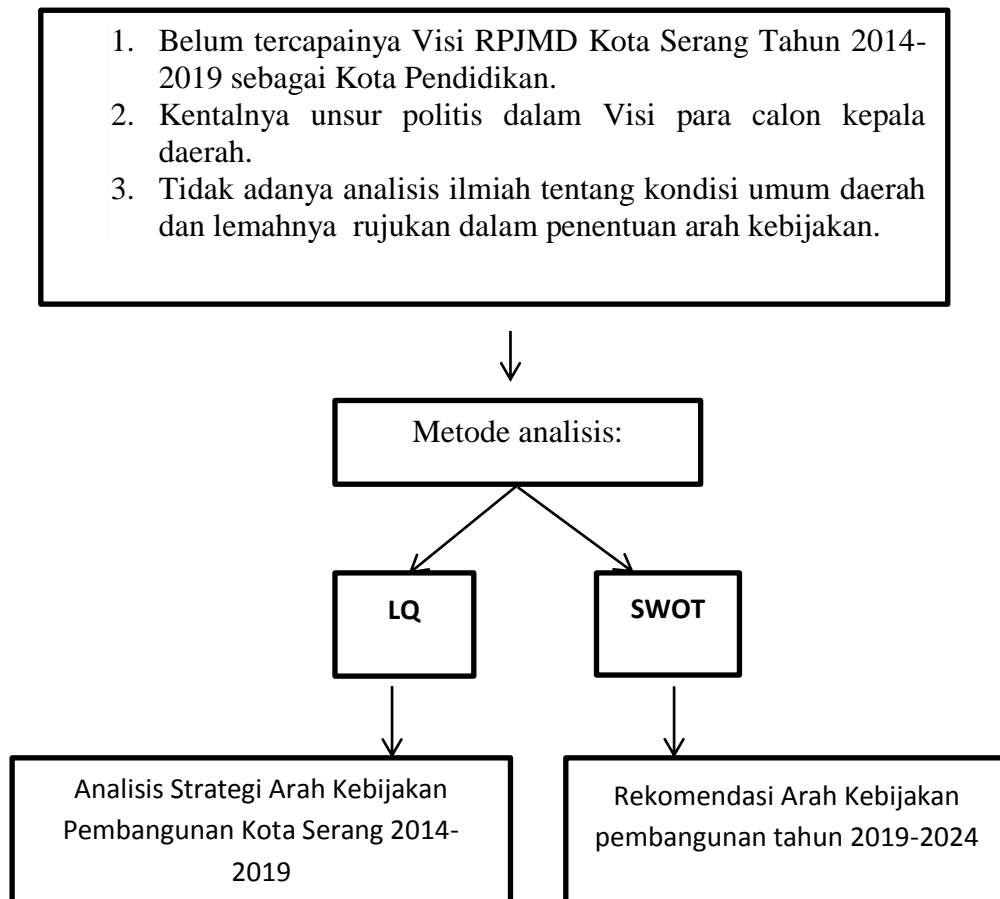 1. Belum tercapainya Visi RPJMD Kota Serang Tahun 2014-
2019 sebagai Kota Pendidikan.
2. Kentalnya unsur politis dalam Visi para calon kepala
daerah.
3. Tidak adanya analisis ilmiah tentang kondisi umum daerah
dan lemahnya rujukan dalam penentuan arah kebijakan.
Metode analisis:
LQ
SWOT
Analisis Strategi Arah Kebijakan
Pembangunan Kota Serang 2014-
2019
Rekomendasi Arah Kebijakan
pembangunan tahun 2019-2024